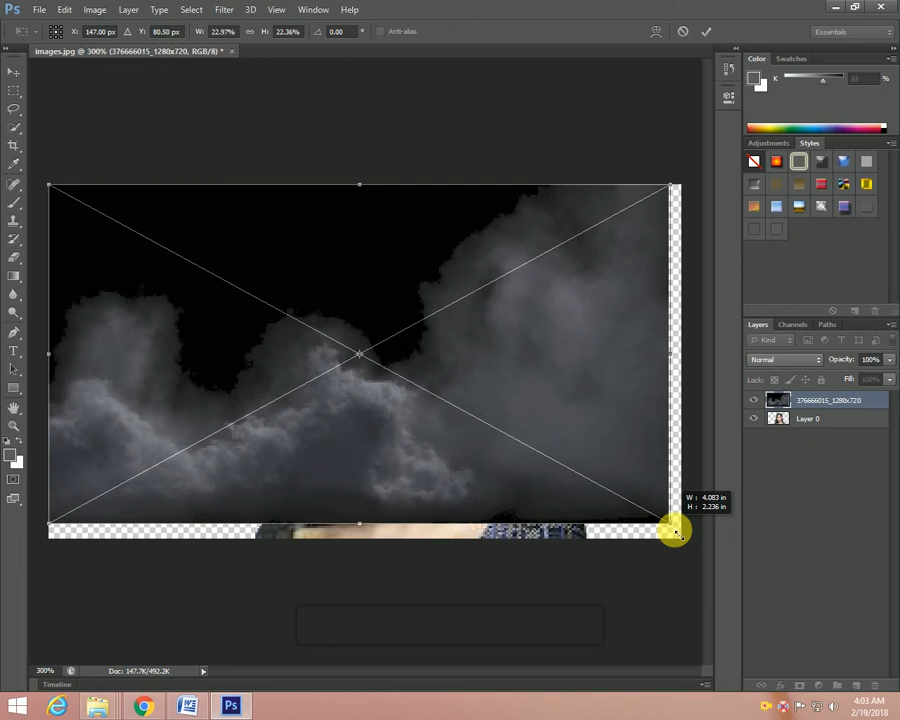 Ps File Edit Image Layer Type Select Filter 3D View Window Help
X: 147.00 px Y: 80.50 px W: 22.97% H: 22.36% 0.00 ° Anti-alias Essentials
images.jpg @ 300% (376666015_1280x720, RGB/8) * ×
Color Swatches
K %
Adjustments Styles
Layers Channels Paths
Kind
Normal Opacity: 100%
Lock: Fill: 100%
376666015_1280x720
Layer 0
W: 4.083 in
H: 2.236 in
300% Doc: 147.7K/492.2K
Timeline
Ps
4:03 AM
2/19/2018